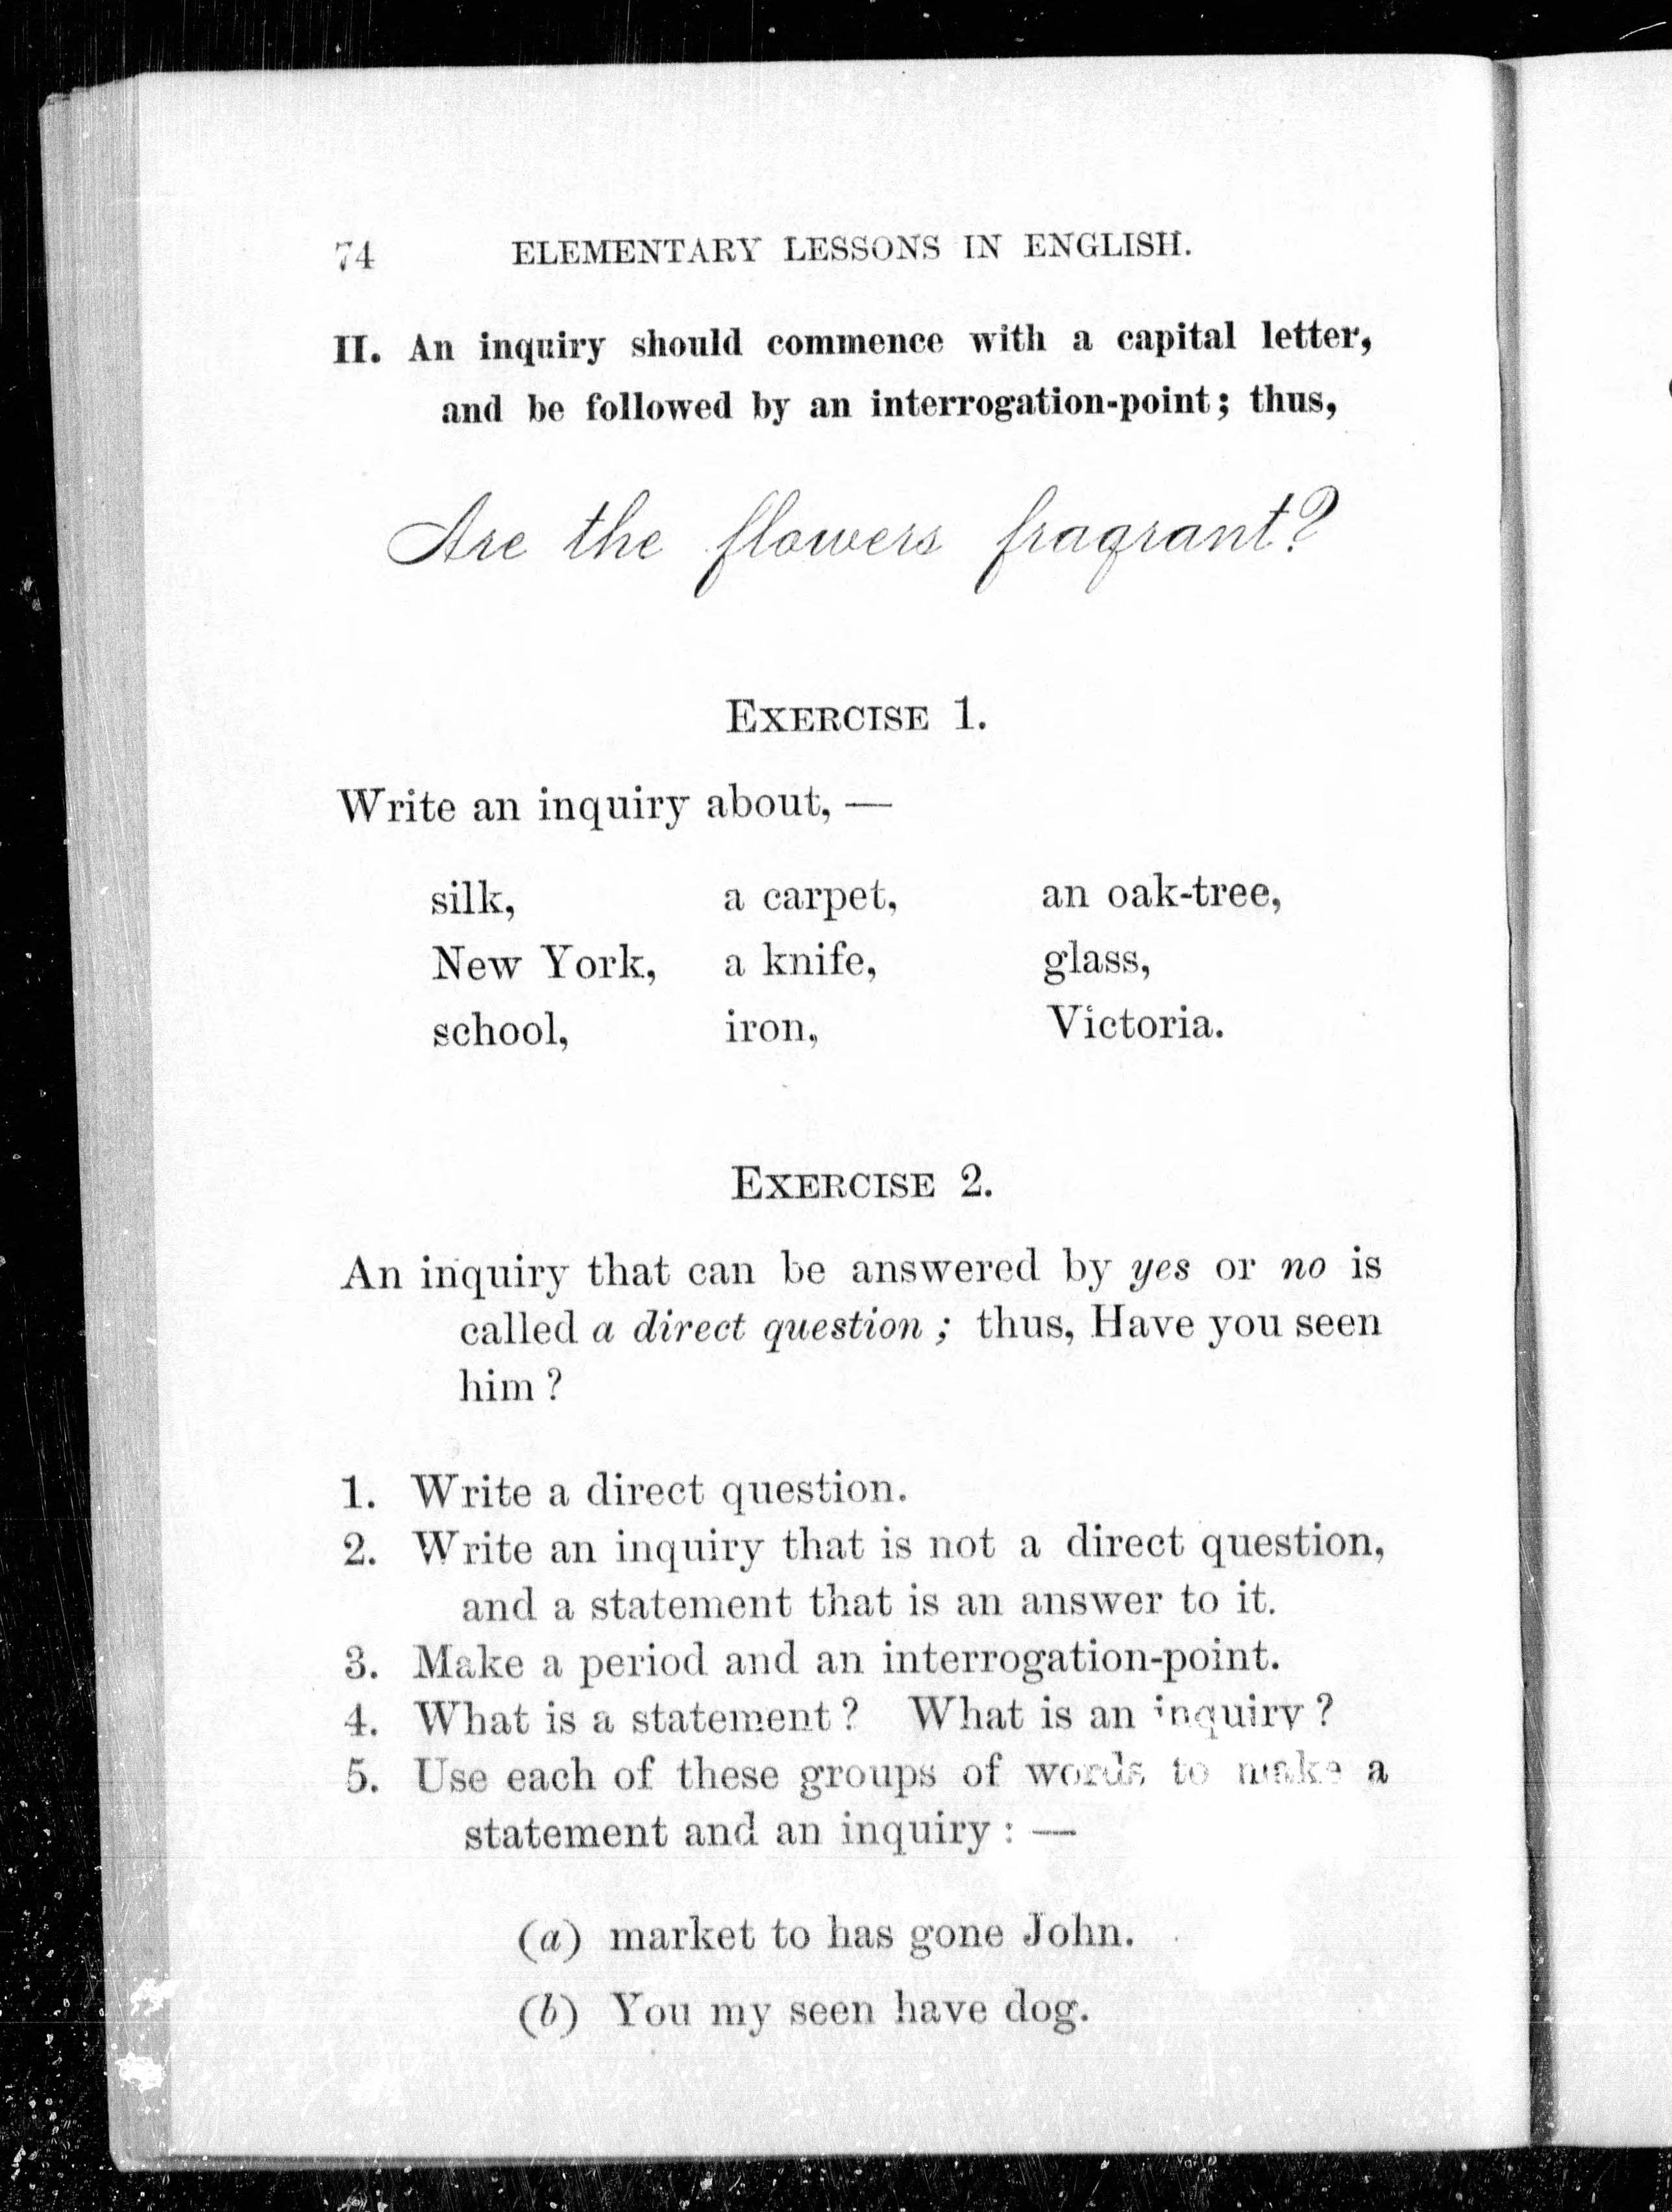 74 ELEMENTARY LESSONS IN ENGLISH.
II. An inquiry should commence with a capital letter,
and be followed by an interrogation-point; thus,
Are the flowers fragrant?
EXERCISE 1.
Write an inquiry about, —
silk, a carpet, an oak-tree,
New York, a knife, glass,
school, iron, Victoria.
EXERCISE 2.
An inquiry that can be answered by yes or no is
called a direct question; thus, Have you seen
him?
1. Write a direct question.
2. Write an inquiry that is not a direct question,
and a statement that is an answer to it.
3. Make a period and an interrogation-point.
4. What is a statement? What is an inquiry?
5. Use each of these groups of words to make a
statement and an inquiry: —
(a) market to has gone John.
(b) You my seen have dog.